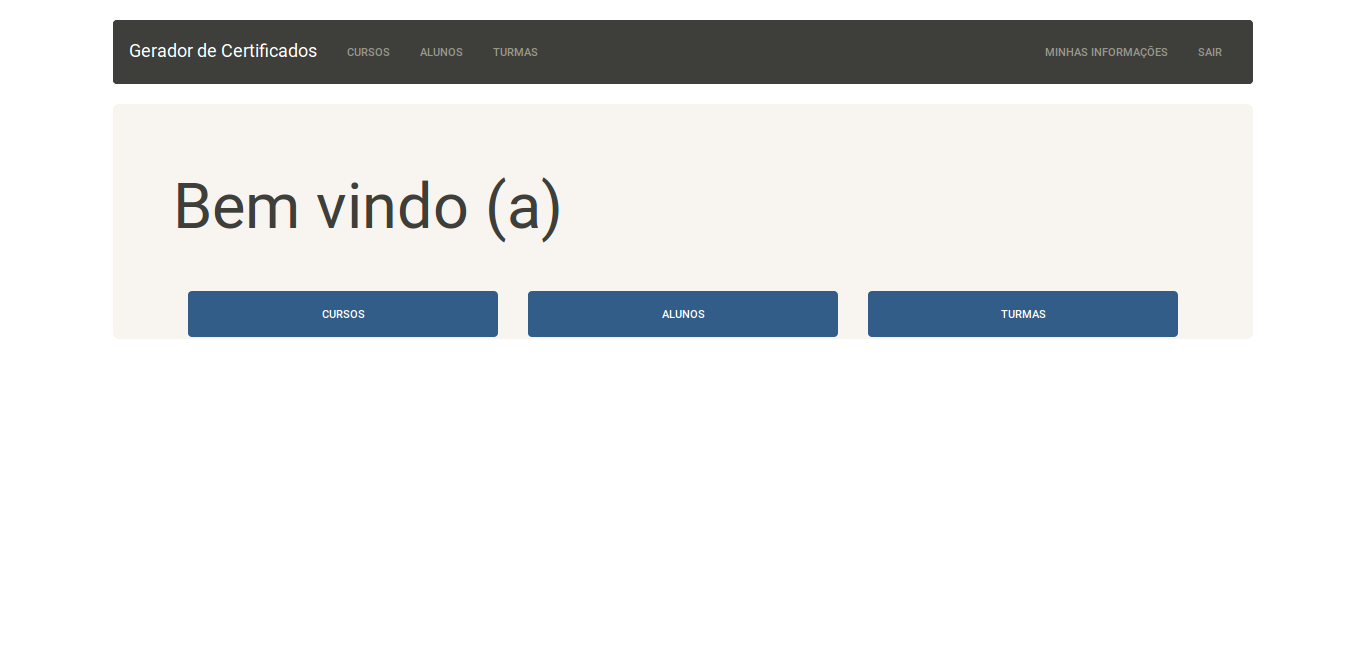 Gerador de Certificados CURSOS ALUNOS TURMAS MINHAS INFORMAÇÕES SAIR
Bem vindo (a)
CURSOS ALUNOS TURMAS